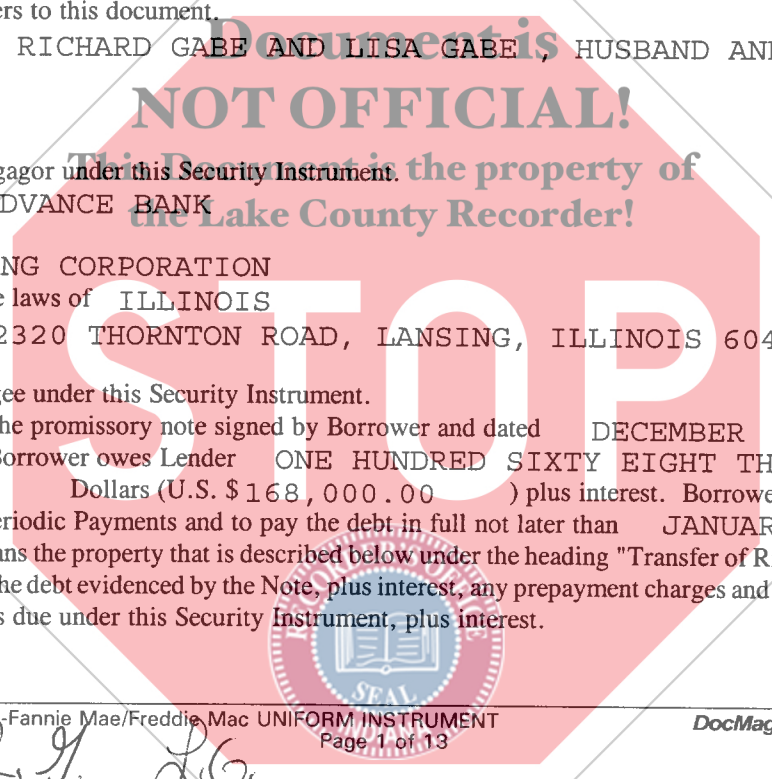 ers to this document.
RICHARD GABE AND LISA GABE , HUSBAND AN
Document is
NOT OFFICIAL!
gagor under this Security Instrument.
This Document is the property of
DVANCE BANK
the Lake County Recorder!
NG CORPORATION
e laws of ILLINOIS
2320 THORNTON ROAD, LANSING, ILLINOIS 604
STOP
gee under this Security Instrument.
he promissory note signed by Borrower and dated DECEMBER
Borrower owes Lender ONE HUNDRED SIXTY EIGHT TH
Dollars (U.S. $ 168,000.00 ) plus interest. Borrowe
eriodic Payments and to pay the debt in full not later than JANUAR
ans the property that is described below under the heading "Transfer of R
he debt evidenced by the Note, plus interest, any prepayment charges and
s due under this Security Instrument, plus interest.
RECORDER'S OFFICE
SEAL
INDIANA
-Fannie Mae/Freddie Mac UNIFORM INSTRUMENT
DocMag
Page 1 of 13